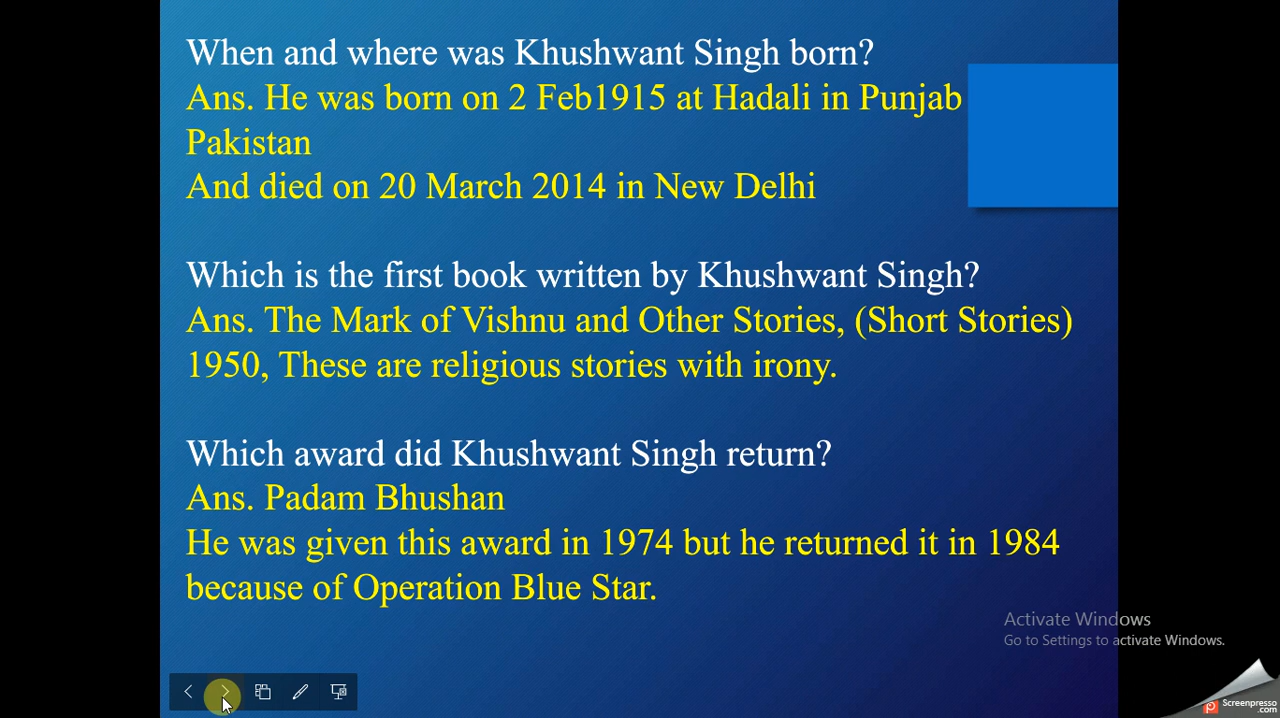 When and where was Khushwant Singh born?
Ans. He was born on 2 Feb1915 at Hadali in Punjab
Pakistan
And died on 20 March 2014 in New Delhi
Which is the first book written by Khushwant Singh?
Ans. The Mark of Vishnu and Other Stories, (Short Stories)
1950, These are religious stories with irony.
Which award did Khushwant Singh return?
Ans. Padam Bhushan
He was given this award in 1974 but he returned it in 1984
because of Operation Blue Star.
Activate Windows
Go to Settings to activate Windows.
Screenpresso
.com